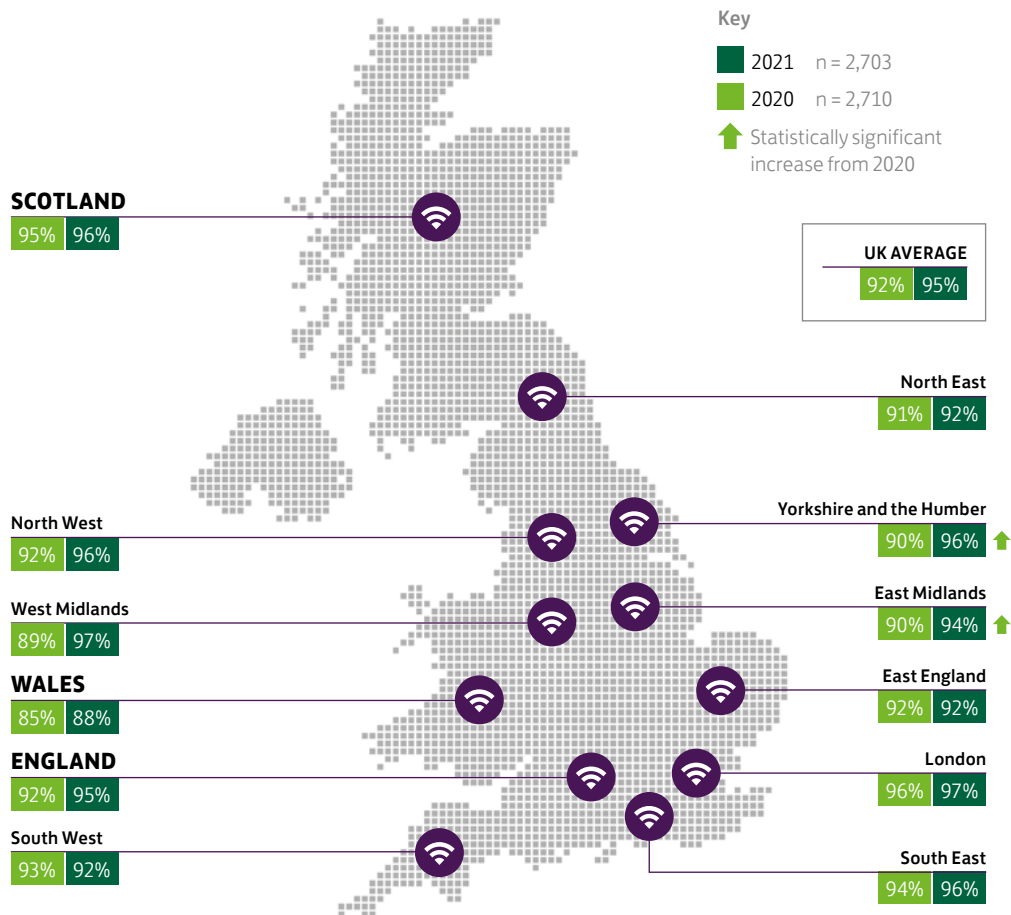 Key
2021 n = 2,703
2020 n = 2,710
Statistically significant
increase from 2020
SCOTLAND
95% 96%
UK AVERAGE
92% 95%
North East
91% 92%
North West
92% 96%
Yorkshire and the Humber
90% 96%
West Midlands
89% 97%
East Midlands
90% 94%
WALES
85% 88%
East England
92% 92%
ENGLAND
92% 95%
London
96% 97%
South West
93% 92%
South East
94% 96%